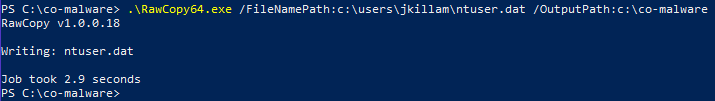 PS C:\co-malware> .\RawCopy64.exe /FileNamePath:c:\users\jkillam\ntuser.dat /OutputPath:c:\co-malware
RawCopy v1.0.0.18
Writing: ntuser.dat
Job took 2.9 seconds
PS C:\co-malware>